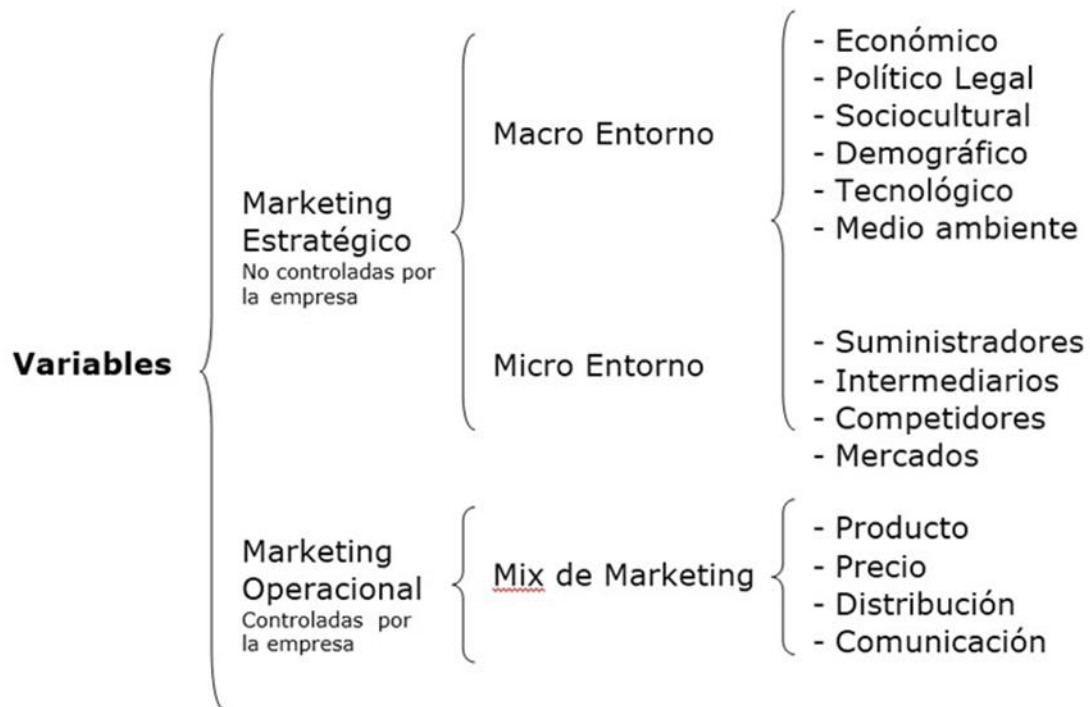 Variables
Marketing
Estratégico
No controladas por
la empresa
Macro Entorno
- Económico
- Político Legal
- Sociocultural
- Demográfico
- Tecnológico
- Medio ambiente
Micro Entorno
- Suministradores
- Intermediarios
- Competidores
- Mercados
Marketing
Operacional
Controladas por
la empresa
Mix de Marketing
- Producto
- Precio
- Distribución
- Comunicación